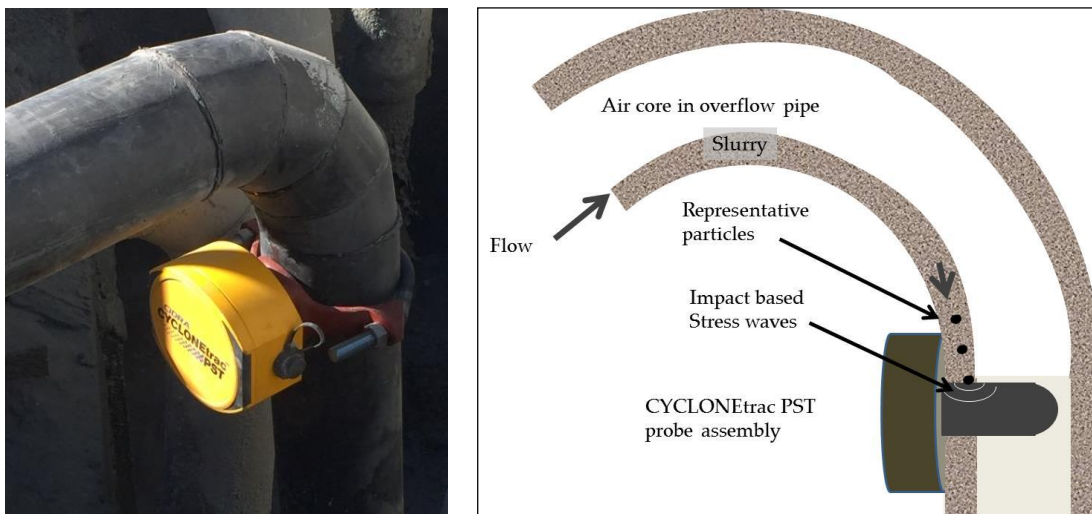 CiDRA
CYCLONEtrac
PST
Air core in overflow pipe
Slurry
Representative
particles
Flow
Impact based
Stress waves
CYCLONEtrac PST
probe assembly